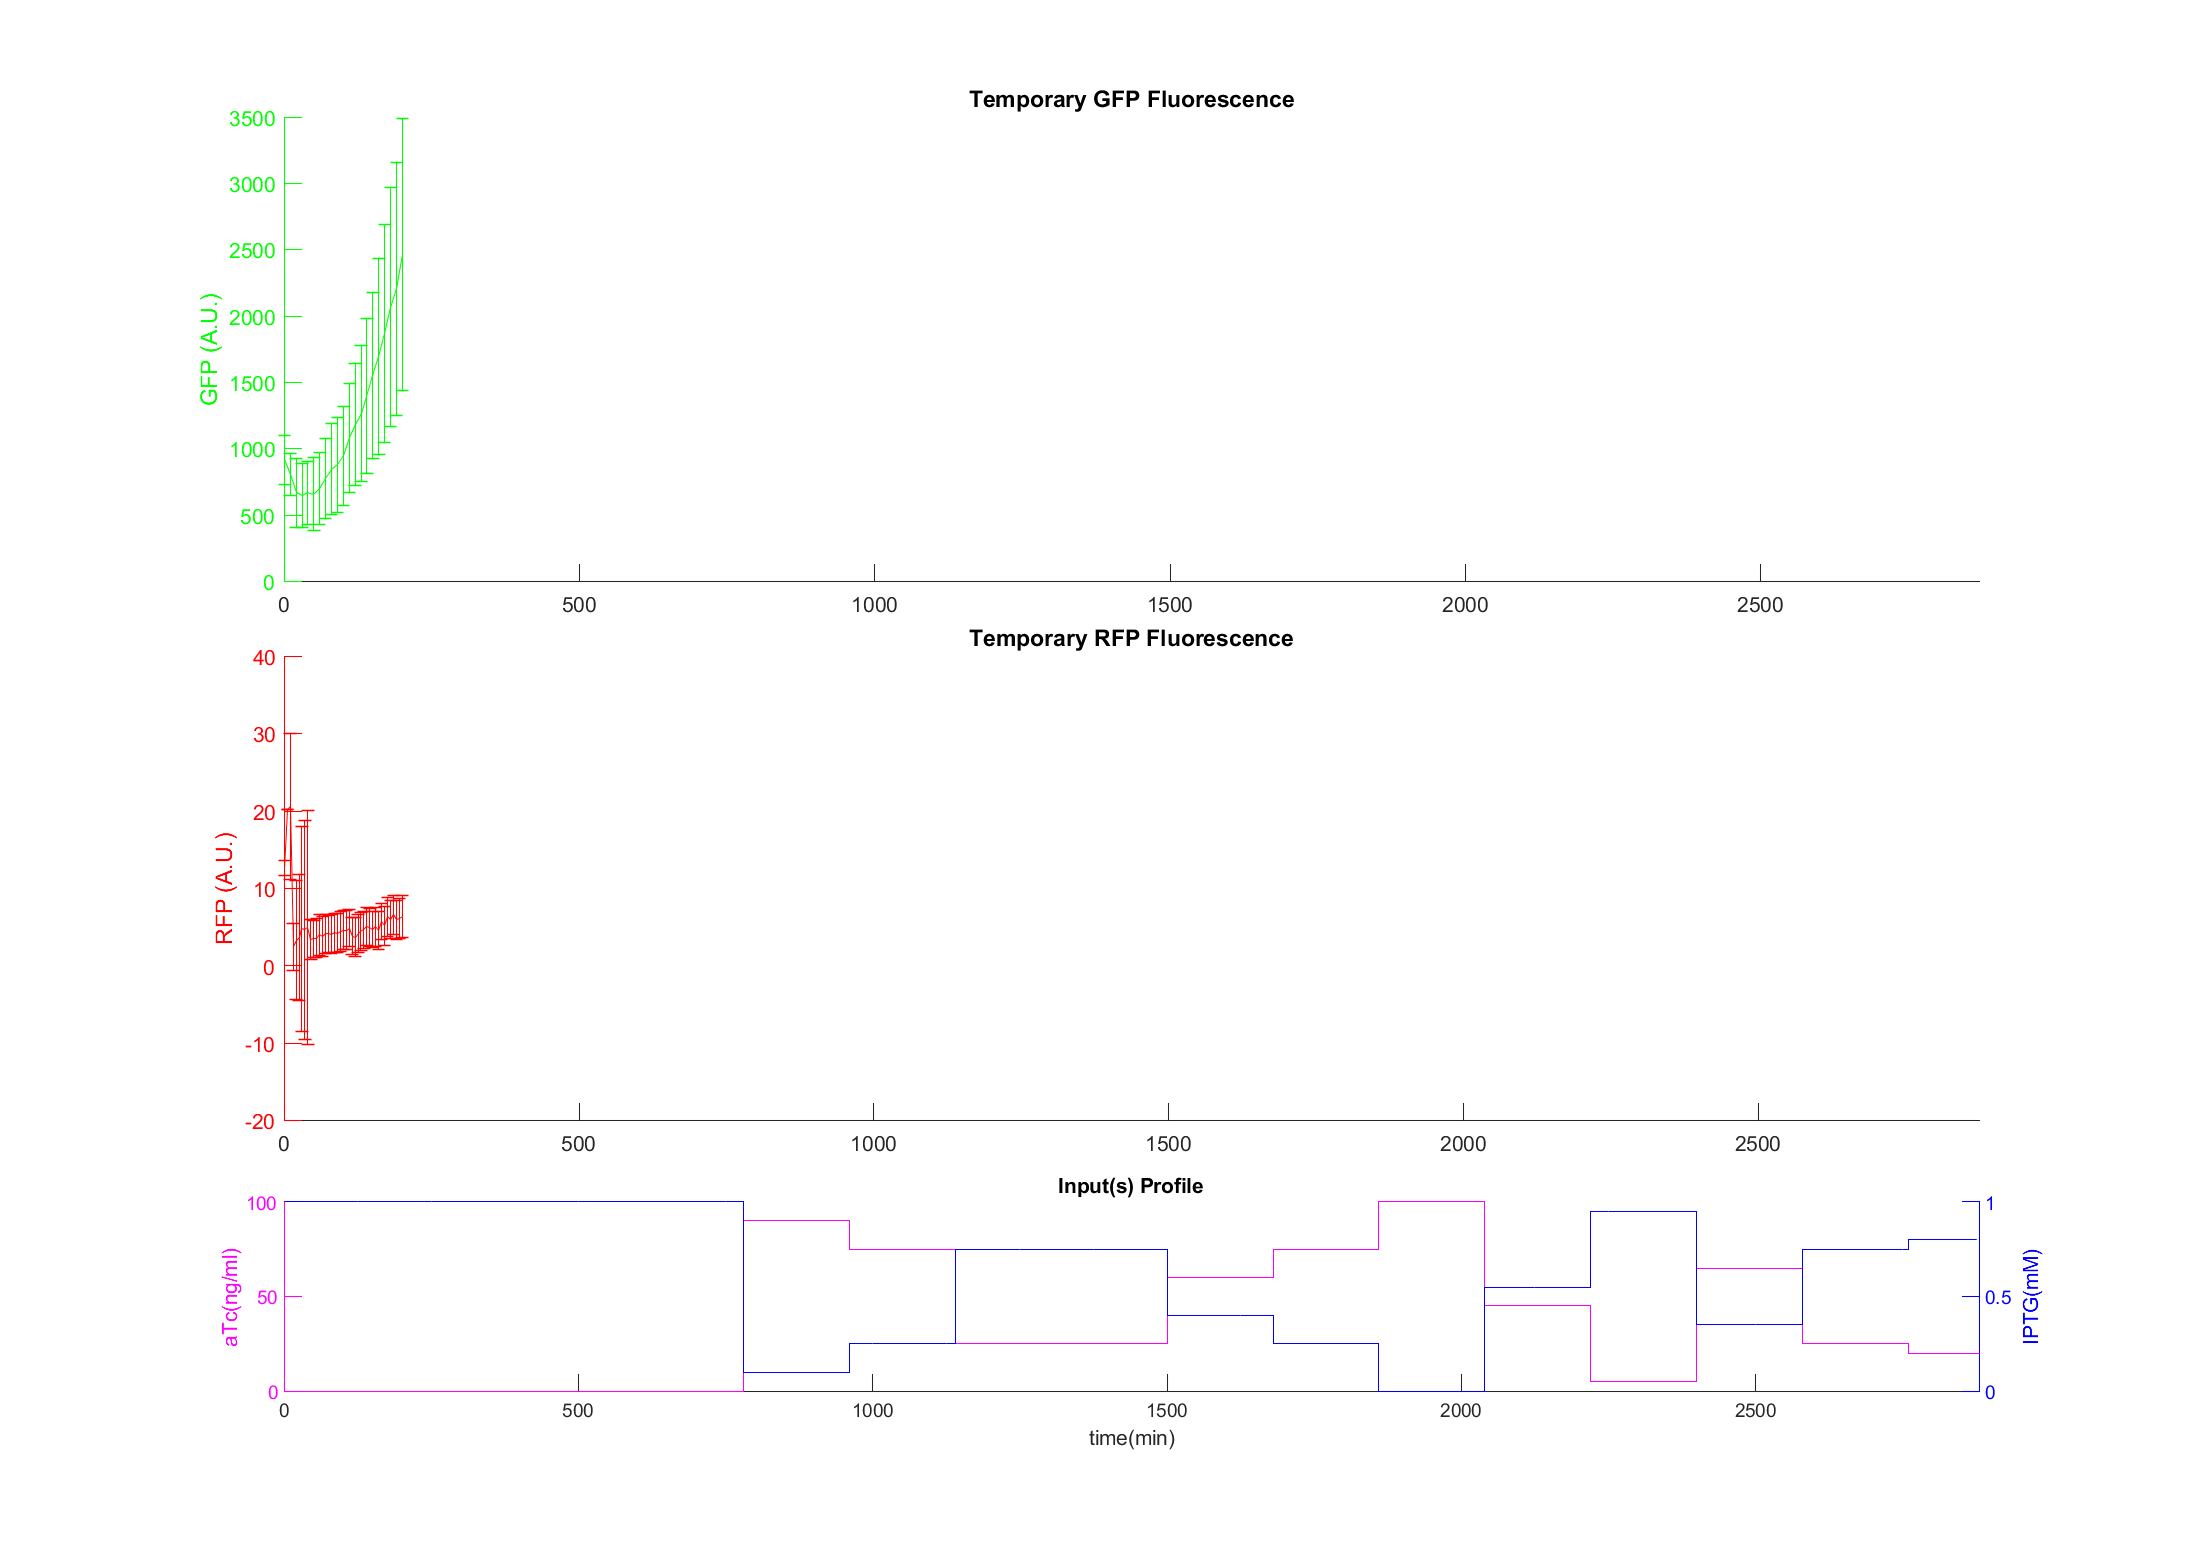 Temporary GFP Fluorescence
3500
3000
2500
2000
1500
1000
500
0
GFP (A.U.)
0 500 1000 1500 2000 2500
Temporary RFP Fluorescence
40
30
20
10
0
-10
-20
RFP (A.U.)
0 500 1000 1500 2000 2500
Input(s) Profile
100
50
0
aTc(ng/ml)
1
0.5
0
IPTG(mM)
0 500 1000 1500 2000 2500
time(min)